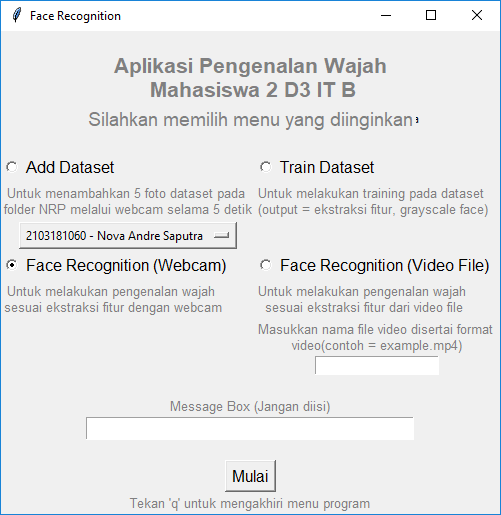 Face Recognition
Aplikasi Pengenalan Wajah
Mahasiswa 2 D3 IT B
Silahkan memilih menu yang diinginkan
Add Dataset
Untuk menambahkan 5 foto dataset pada
folder NRP melalui webcam selama 5 detik
2103181060 - Nova Andre Saputra
Train Dataset
Untuk melakukan training pada dataset
(output = ekstraksi fitur, grayscale face)
Face Recognition (Webcam)
Untuk melakukan pengenalan wajah
sesuai ekstraksi fitur dengan webcam
Face Recognition (Video File)
Untuk melakukan pengenalan wajah
sesuai ekstraksi fitur dari video file
Masukkan nama file video disertai format
video(contoh = example.mp4)
Message Box (Jangan diisi)
Mulai
Tekan 'q' untuk mengakhiri menu program